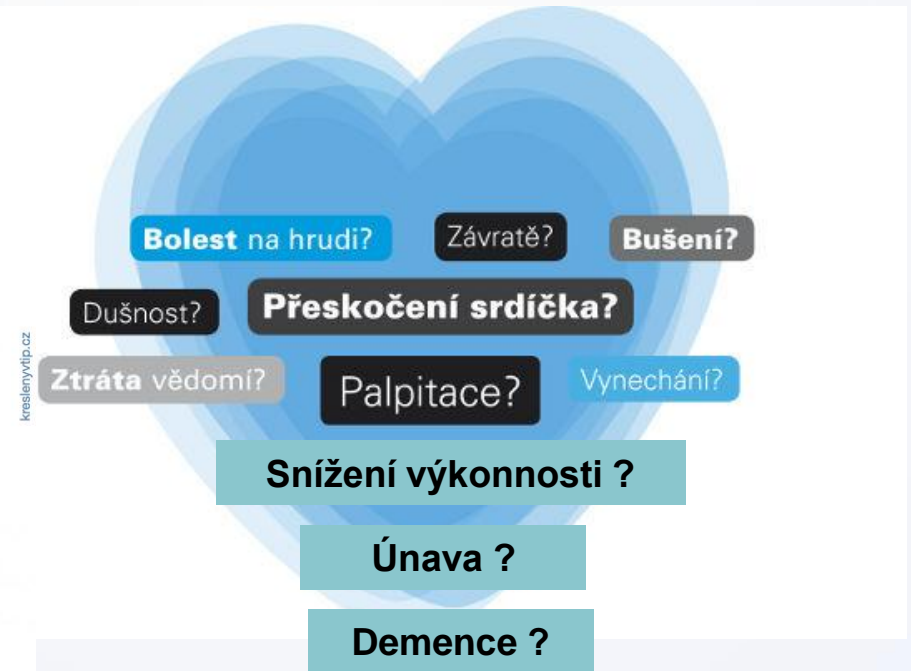 Bolest na hrudi?
Závratě?
Bušení?
Dušnost?
Přeskočení srdíčka?
Ztráta vědomí?
Palpitace?
Vynechání?
Snížení výkonnosti ?
Únava ?
Demence ?
kreslenyvtip.cz